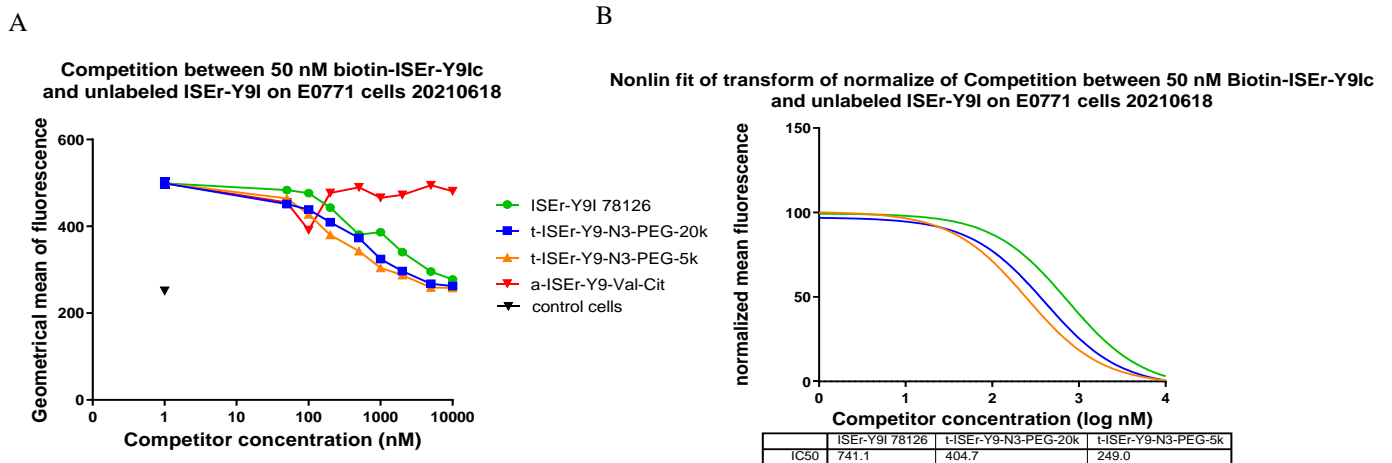 A
Competition between 50 nM biotin-ISEr-Y9Ic
and unlabeled ISEr-Y9I on E0771 cells 20210618
Geometrical mean of fluorescence
600
400
200
0
0
1
10
100
1000
10000
Competitor concentration (nM)
ISEr-Y9I 78126
t-ISEr-Y9-N3-PEG-20k
t-ISEr-Y9-N3-PEG-5k
a-ISEr-Y9-Val-Cit
control cells
B
Nonlin fit of transform of normalize of Competition between 50 nM Biotin-ISEr-Y9Ic
and unlabeled ISEr-Y9I on E0771 cells 20210618
normalized mean fluorescence
150
100
50
0
0
1
2
3
4
Competitor concentration (log nM)
ISEr-Y9I 78126 t-ISEr-Y9-N3-PEG-20k t-ISEr-Y9-N3-PEG-5k
IC50 741.1 404.7 249.0